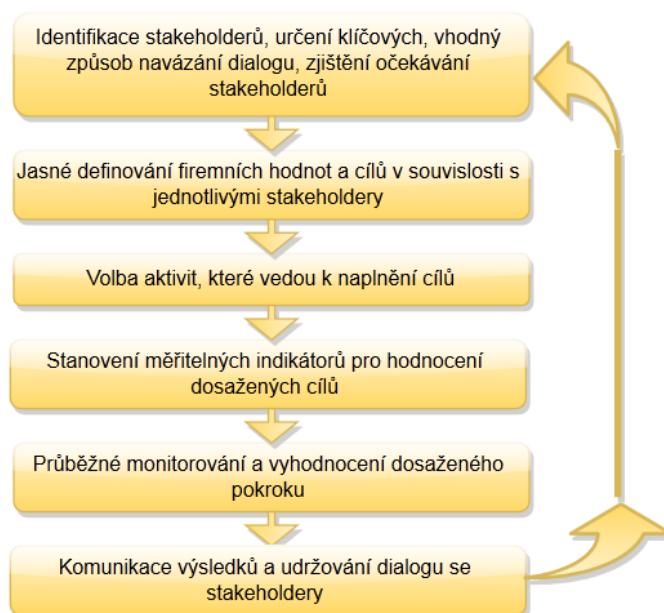 Identifikace stakeholderů, určení klíčových, vhodný
způsob navázání dialogu, zjištění očekávání
stakeholderů
Jasné definování firemních hodnot a cílů v souvislosti s
jednotlivými stakeholdery
Volba aktivit, které vedou k naplnění cílů
Stanovení měřitelných indikátorů pro hodnocení
dosažených cílů
Průběžné monitorování a vyhodnocení dosaženého
pokroku
Komunikace výsledků a udržování dialogu se
stakeholdery